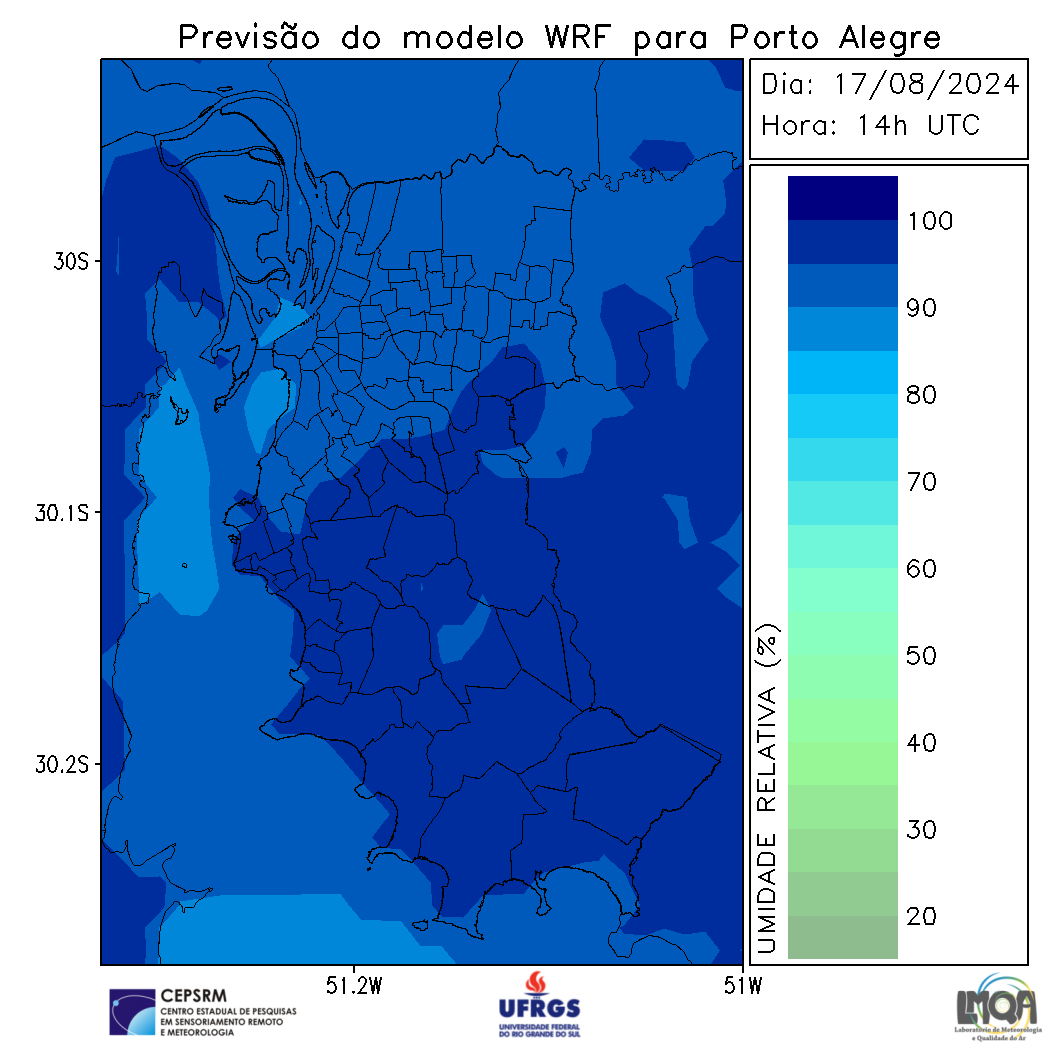 Previsão do modelo WRF para Porto Alegre
Dia: 17/08/2024
Hora: 14h UTC
30S
30.1S
30.2S
51.2W
51W
100
90
80
70
60
50
40
30
20
UMIDADE RELATIVA (%)
CEPSRM
CENTRO ESTADUAL DE PESQUISAS
EM SENSORIAMENTO REMOTO
E METEOROLOGIA
UFRGS
UNIVERSIDADE FEDERAL
DO RIO GRANDE DO SUL
LMQA
Laboratório de Meteorologia
e Qualidade do Ar